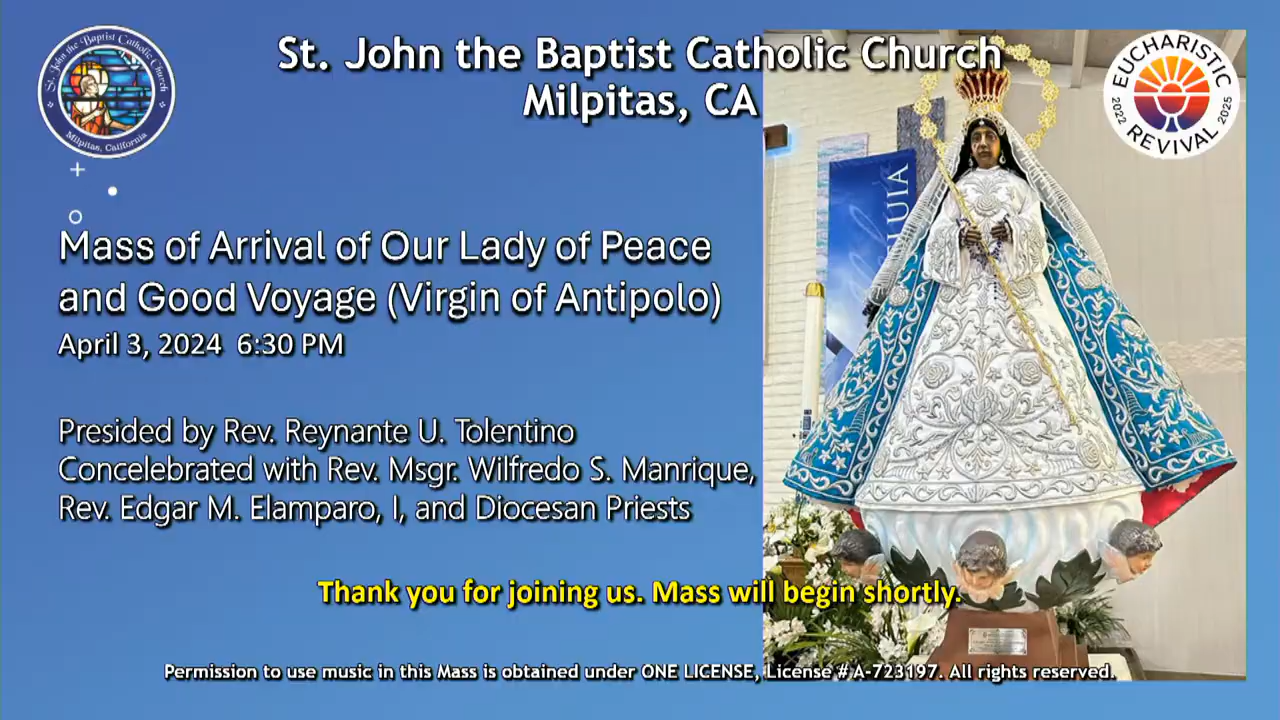 St. John the Baptist Catholic Church
Milpitas, CA
St. John the Baptist Catholic Church
Milpitas, California
EUCHARISTIC
2022 2025
REVIVAL
UIA
Mass of Arrival of Our Lady of Peace
and Good Voyage (Virgin of Antipolo)
April 3, 2024 6:30 PM
Presided by Rev. Reynante U. Tolentino
Concelebrated with Rev. Msgr. Wilfredo S. Manrique,
Rev. Edgar M. Elamparo, I, and Diocesan Priests
Thank you for joining us. Mass will begin shortly.
Permission to use music in this Mass is obtained under ONE LICENSE, License # A-723197. All rights reserved.